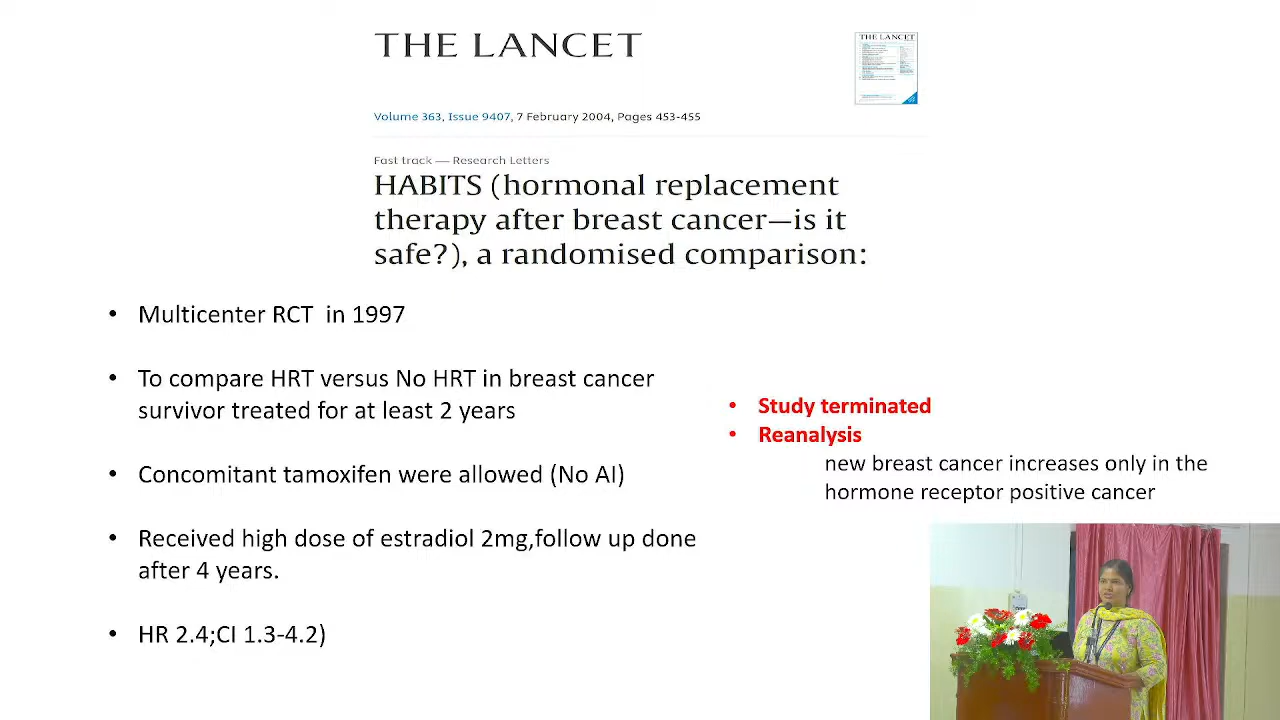 THE LANCET
THE LANCET
Volume 363, Issue 9407, 7 February 2004, Pages 453-455
Fast track — Research Letters
HABITS (hormonal replacement
therapy after breast cancer—is it
safe?), a randomised comparison:
• Multicenter RCT  in 1997
• To compare HRT versus No HRT in breast cancer
survivor treated for at least 2 years
• Concomitant tamoxifen were allowed (No AI)
• Received high dose of estradiol 2mg,follow up done
after 4 years.
• HR 2.4;CI 1.3-4.2)
• Study terminated
• Reanalysis
new breast cancer increases only in the
hormone receptor positive cancer